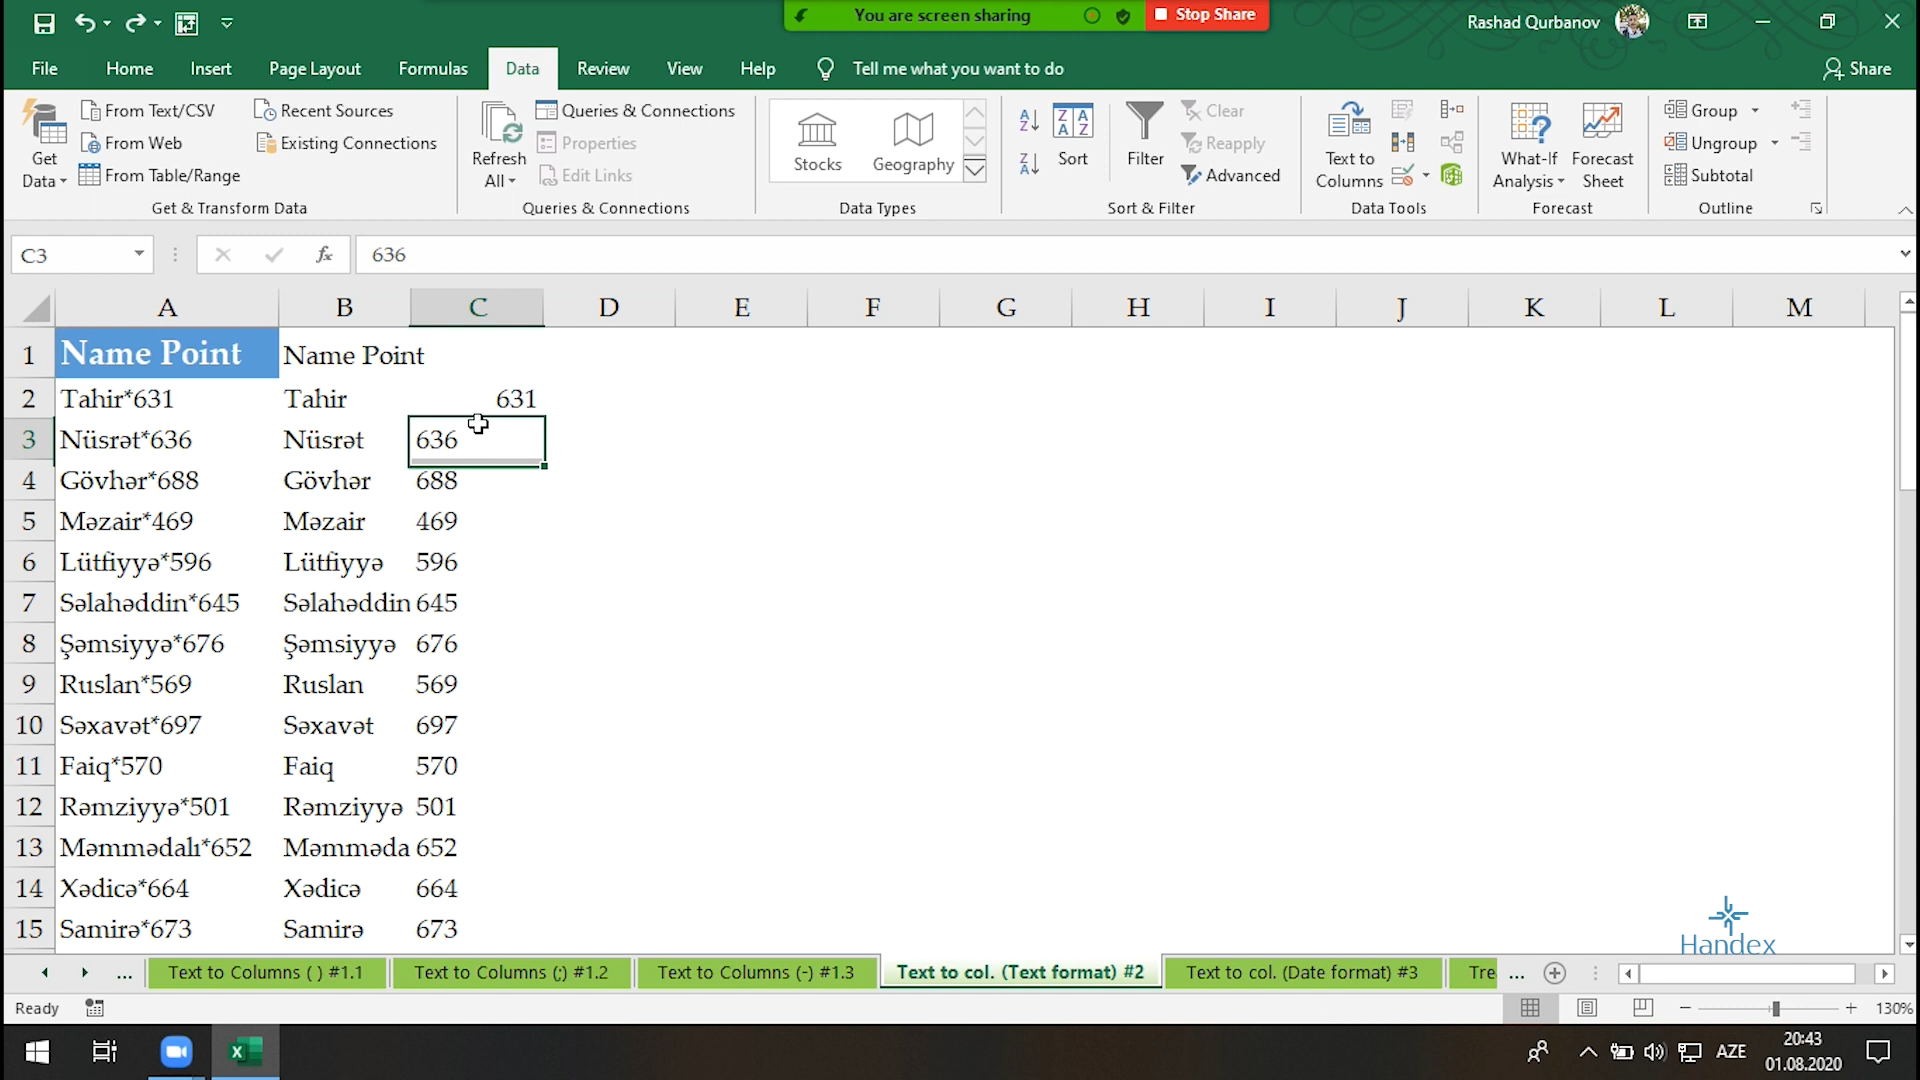 You are screen sharing
Stop Share
Rashad Qurbanov
File Home Insert Page Layout Formulas Data Review View Help Tell me what you want to do Share
Get Data
From Text/CSV
From Web
From Table/Range
Recent Sources
Existing Connections
Get & Transform Data
Refresh All
Queries & Connections
Properties
Edit Links
Queries & Connections
Stocks
Geography
Data Types
Sort
Filter
Clear
Reapply
Advanced
Sort & Filter
Text to Columns
Data Tools
What-If Analysis
Forecast Sheet
Forecast
Group
Ungroup
Subtotal
Outline
C3 fx 636
A B C D E F G H I J K L M
1 Name Point Name Point
2 Tahir*631 Tahir 631
3 Nüsrət*636 Nüsrət 636
4 Gövhər*688 Gövhər 688
5 Məzair*469 Məzair 469
6 Lütfiyyə*596 Lütfiyyə 596
7 Səlahəddin*645 Səlahəddin 645
8 Şəmsiyyə*676 Şəmsiyyə 676
9 Ruslan*569 Ruslan 569
10 Səxavət*697 Səxavət 697
11 Faiq*570 Faiq 570
12 Rəmziyyə*501 Rəmziyyə 501
13 Məmmədalı*652 Məmməda 652
14 Xədicə*664 Xədicə 664
15 Samirə*673 Samirə 673
Handex
... Text to Columns ( ) #1.1 Text to Columns (;) #1.2 Text to Columns (-) #1.3 Text to col. (Text format) #2 Text to col. (Date format) #3 Tre ...
Ready 130%
AZE
20:43
01.08.2020